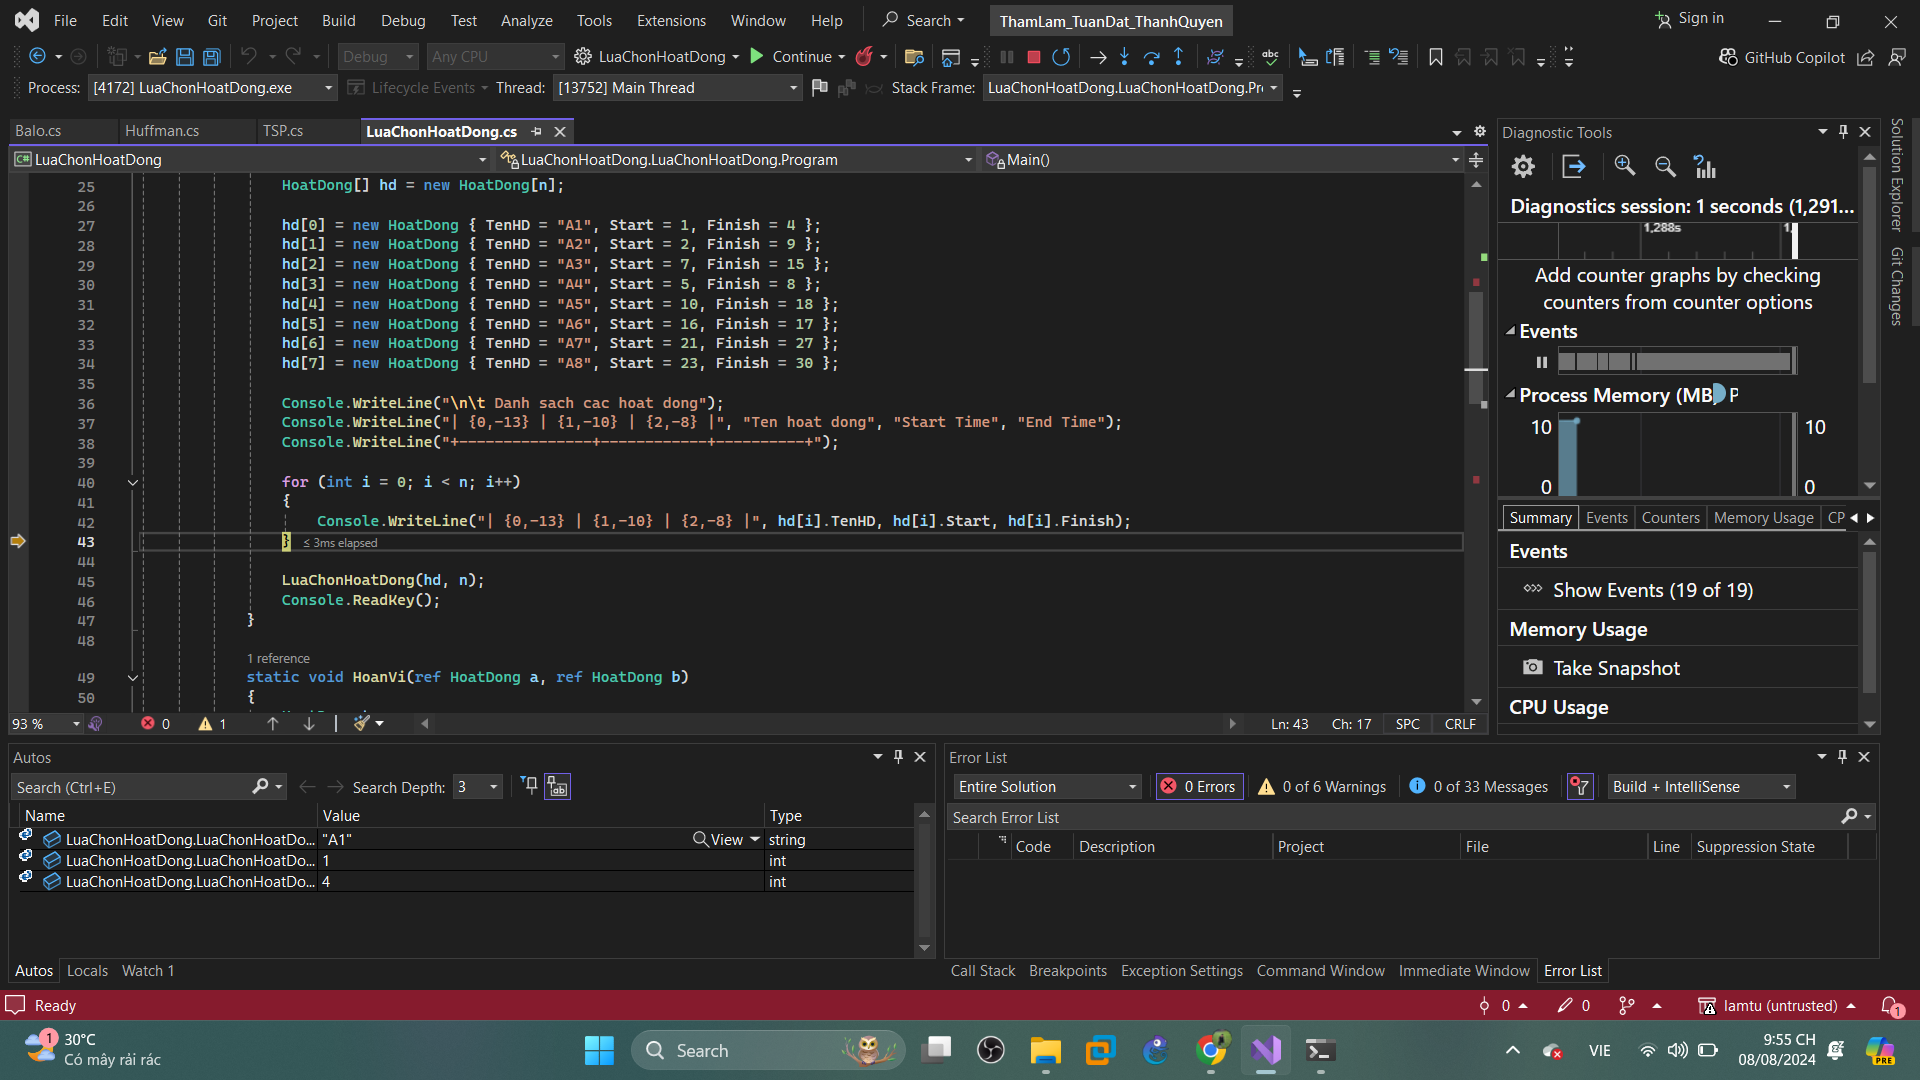 File Edit View Git Project Build Debug Test Analyze Tools Extensions Window Help Search ThamLam_TuanDat_ThanhQuyen Sign in
Debug Any CPU LuaChonHoatDong Continue GitHub Copilot
Process: [4172] LuaChonHoatDong.exe Lifecycle Events Thread: [13752] Main Thread Stack Frame: LuaChonHoatDong.LuaChonHoatDong.Pr
Balo.cs Huffman.cs TSP.cs LuaChonHoatDong.cs
LuaChonHoatDong LuaChonHoatDong.LuaChonHoatDong.Program Main()
25 HoatDong[] hd = new HoatDong[n];
26
27 hd[0] = new HoatDong { TenHD = "A1", Start = 1, Finish = 4 };
28 hd[1] = new HoatDong { TenHD = "A2", Start = 2, Finish = 9 };
29 hd[2] = new HoatDong { TenHD = "A3", Start = 7, Finish = 15 };
30 hd[3] = new HoatDong { TenHD = "A4", Start = 5, Finish = 8 };
31 hd[4] = new HoatDong { TenHD = "A5", Start = 10, Finish = 18 };
32 hd[5] = new HoatDong { TenHD = "A6", Start = 16, Finish = 17 };
33 hd[6] = new HoatDong { TenHD = "A7", Start = 21, Finish = 27 };
34 hd[7] = new HoatDong { TenHD = "A8", Start = 23, Finish = 30 };
35
36 Console.WriteLine("\n\t Danh sach cac hoat dong");
37 Console.WriteLine("| {0,-13} | {1,-10} | {2,-8} |", "Ten hoat dong", "Start Time", "End Time");
38 Console.WriteLine("+---------------+------------+----------+");
39
40 for (int i = 0; i < n; i++)
41 {
42 Console.WriteLine("| {0,-13} | {1,-10} | {2,-8} |", hd[i].TenHD, hd[i].Start, hd[i].Finish);
43 } ≤ 3ms elapsed
44
45 LuaChonHoatDong(hd, n);
46 Console.ReadKey();
47 }
48
1 reference
49 static void HoanVi(ref HoatDong a, ref HoatDong b)
50 {
93 % 0 1 Ln: 43 Ch: 17 SPC CRLF
Diagnostic Tools
Diagnostics session: 1 seconds (1,291...
1,288s
Add counter graphs by checking
counters from counter options
Events
Process Memory (MB) P
10 10
0 0
Summary Events Counters Memory Usage CP
Events
Show Events (19 of 19)
Memory Usage
Take Snapshot
CPU Usage
Solution Explorer
Git Changes
Autos
Search (Ctrl+E) Search Depth: 3
Name Value Type
LuaChonHoatDong.LuaChonHoatDo... "A1" View string
LuaChonHoatDong.LuaChonHoatDo... 1 int
LuaChonHoatDong.LuaChonHoatDo... 4 int
Autos Locals Watch 1
Error List
Entire Solution 0 Errors 0 of 6 Warnings 0 of 33 Messages Build + IntelliSense
Search Error List
Code Description Project File Line Suppression State
Call Stack Breakpoints Exception Settings Command Window Immediate Window Error List
Ready 0 0 lamtu (untrusted) 1
1 30°C
Có mây rải rác
Search
VIE
9:55 CH
08/08/2024
PRE